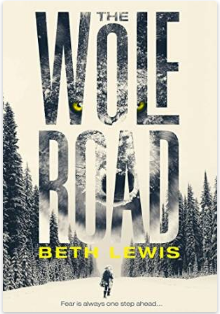 THE
WOLF
ROAD
BETH LEWIS
Fear is always one step ahead...